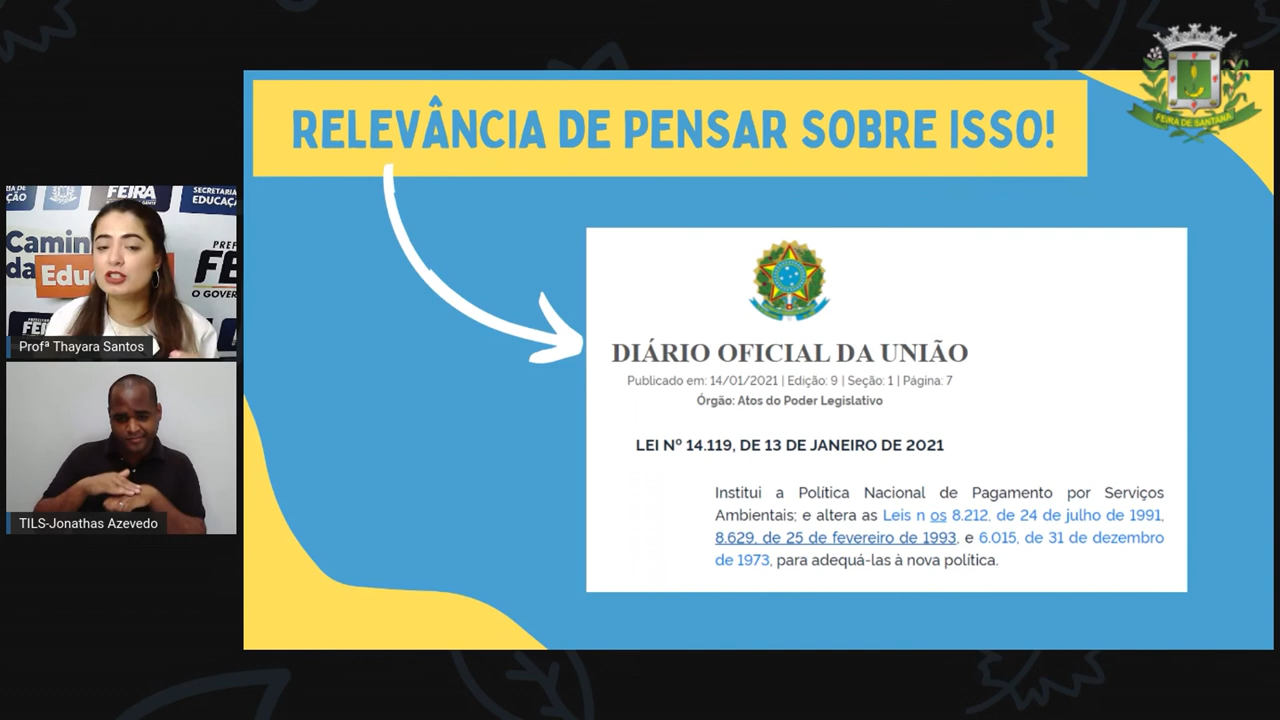 RELEVÂNCIA DE PENSAR SOBRE ISSO!
FEIRA DE SANTANA
DIÁRIO OFICIAL DA UNIÃO
Publicado em: 14/01/2021 | Edição: 9 | Seção: 1 | Página: 7
Órgão: Atos do Poder Legislativo
LEI Nº 14.119, DE 13 DE JANEIRO DE 2021
Institui a Política Nacional de Pagamento por Serviços
Ambientais; e altera as Leis n os 8.212, de 24 de julho de 1991,
8.629, de 25 de fevereiro de 1993, e 6.015, de 31 de dezembro
de 1973, para adequá-las à nova política.
FEIRA
SECRETARIA
EDUCAÇ
Camin
da
Edu
PREF
FE
O GOVER
FEI
Profª Thayara Santos
TILS-Jonathas Azevedo